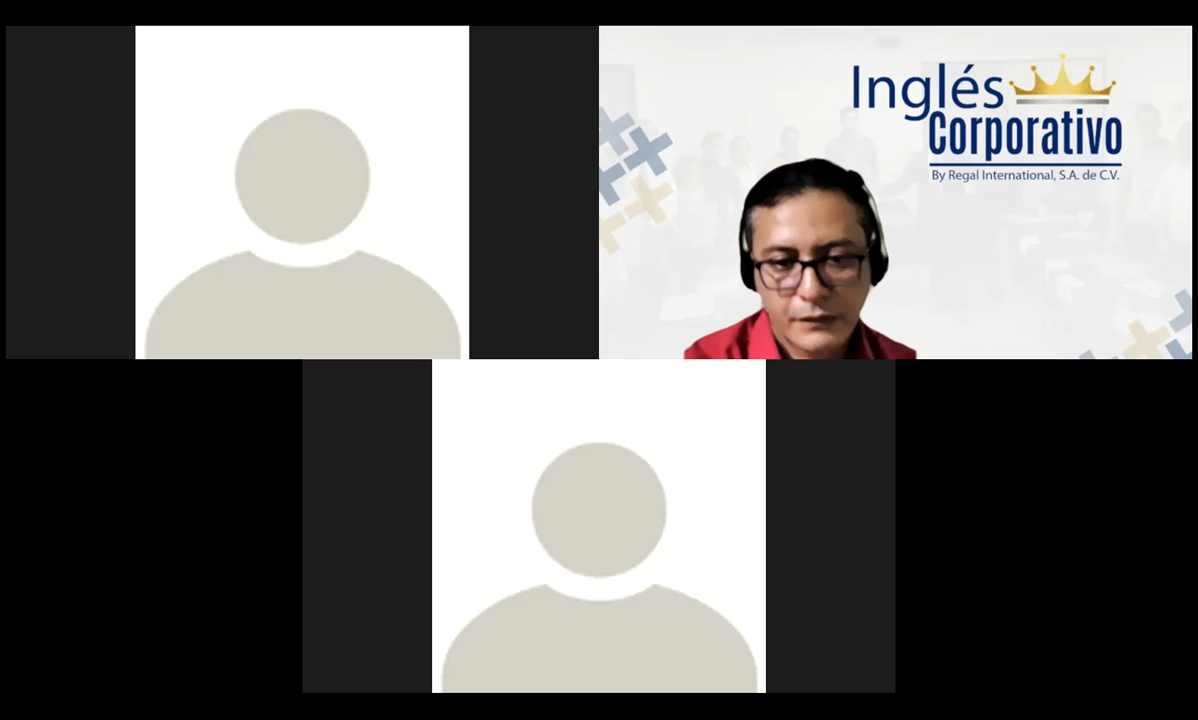 Inglés
Corporativo
By Regal International, S.A. de C.V.